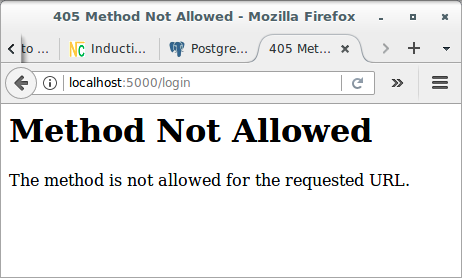 405 Method Not Allowed - Mozilla Firefox
to ... Inducti... Postgre... 405 Met...
localhost:5000/login
Method Not Allowed
The method is not allowed for the requested URL.